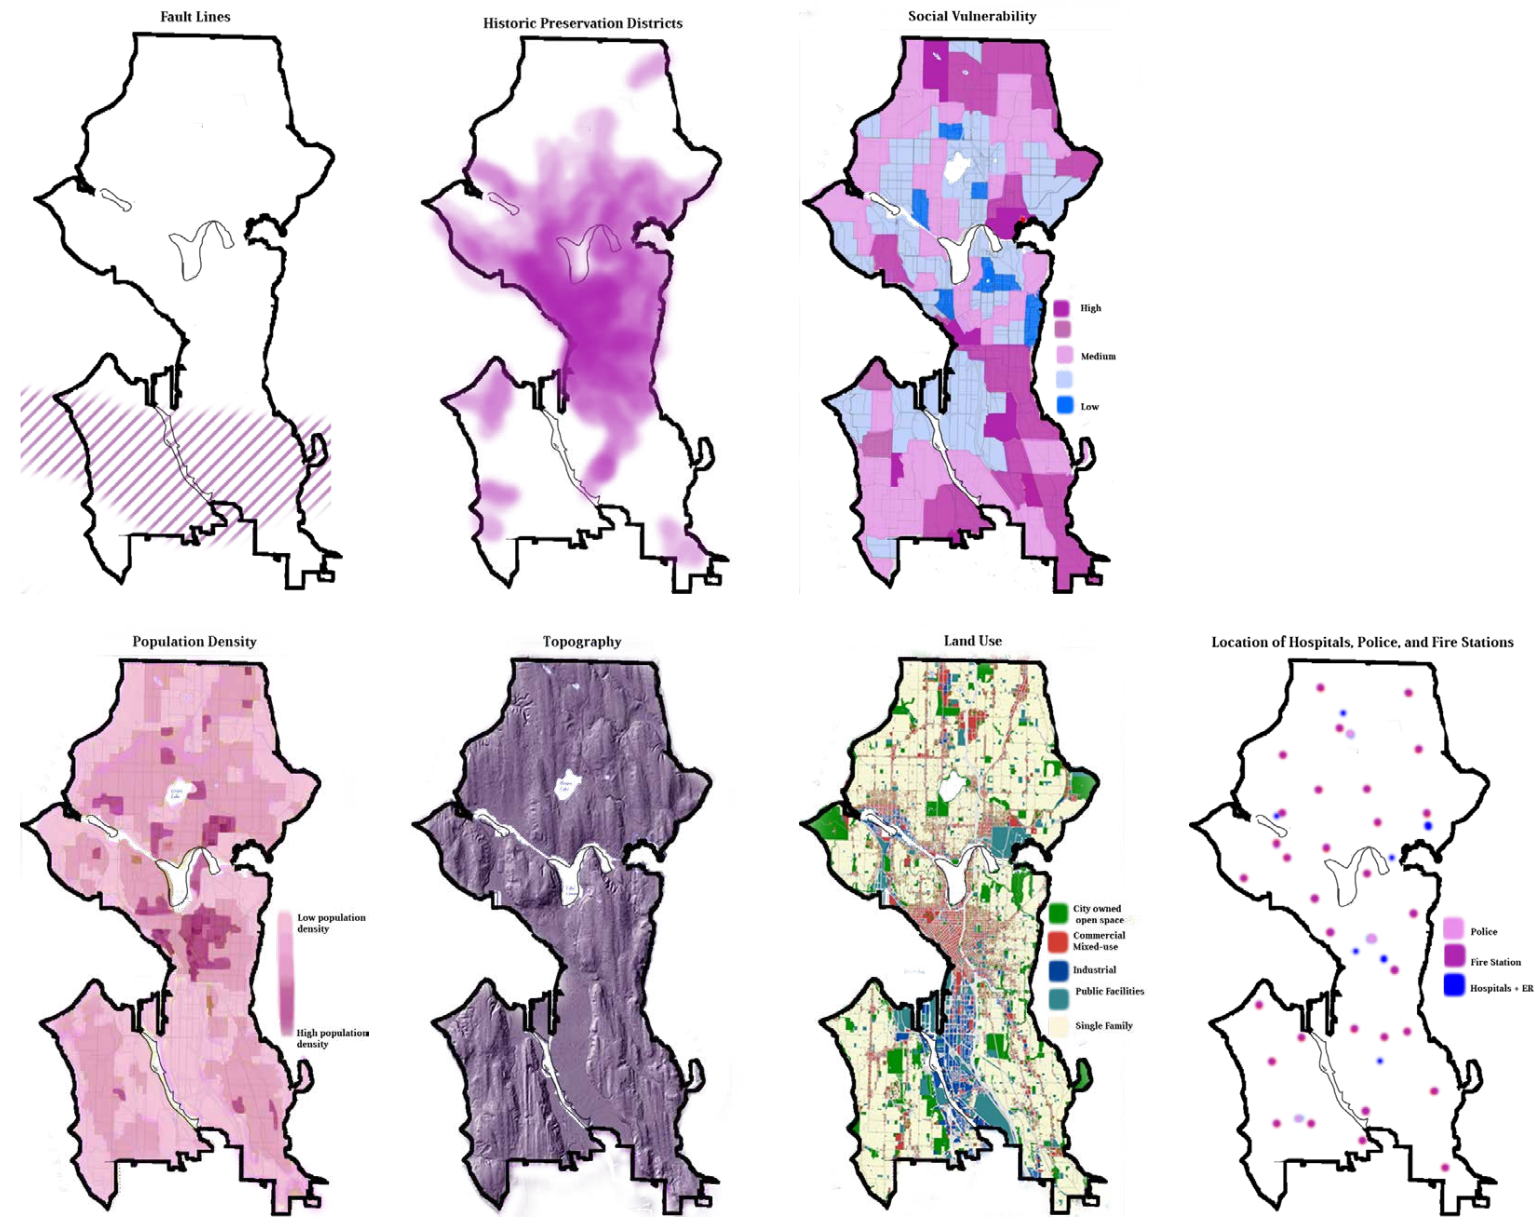 Fault Lines
Historic Preservation Districts
Social Vulnerability
High
Medium
Low
Population Density
Low population
density
High population
density
Topography
Land Use
City owned
open space
Commercial
Mixed-use
Industrial
Public Facilities
Single Family
Location of Hospitals, Police, and Fire Stations
Police
Fire Station
Hospitals + ER